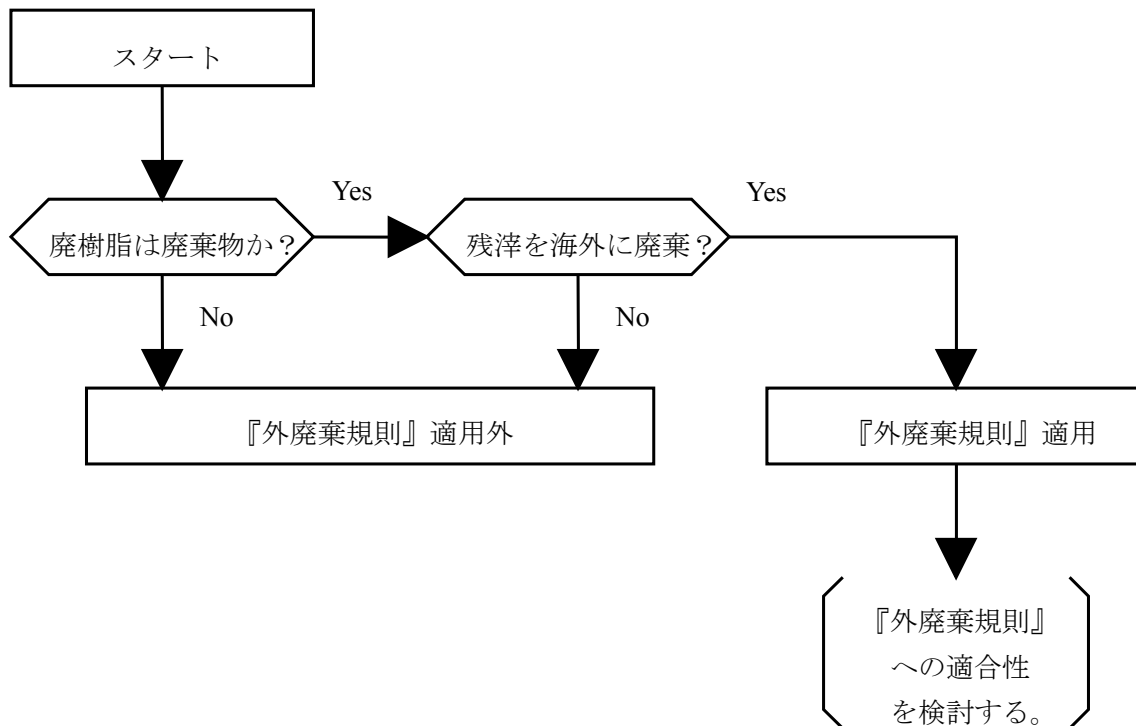 スタート
Yes
Yes
廃樹脂は廃棄物か？
残滓を海外に廃棄？
No
No
『外廃棄規則』適用外
『外廃棄規則』適用
『外廃棄規則』
への適合性
を検討する。